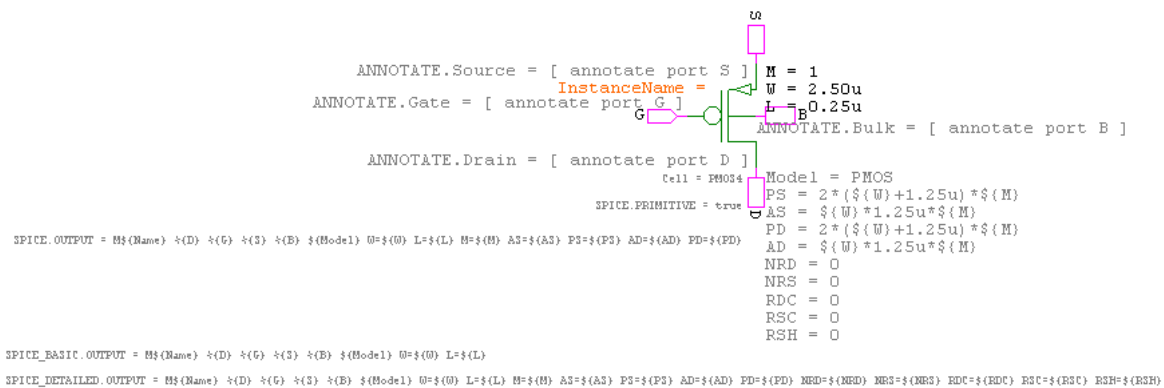 S
ANNOTATE.Source = [ annotate port S ]
M = 1
InstanceName =
W = 2.50u
ANNOTATE.Gate = [ annotate port G ]
L = 0.25u
G
B
ANNOTATE.Bulk = [ annotate port B ]
ANNOTATE.Drain = [ annotate port D ]
Cell = PMOS4
Model = PMOS
PS = 2*(${W}+1.25u)*${M}
SPICE.PRIMITIVE = true
D
AS = ${W}*1.25u*${M}
PD = 2*(${W}+1.25u)*${M}
SPICE.OUTPUT = M${Name} %{D} %{G} %{S} %{B} ${Model} W=${W} L=${L} M=${M} AS=${AS} PS=${PS} AD=${AD} PD=${PD}
AD = ${W}*1.25u*${M}
NRD = 0
NRS = 0
RDC = 0
RSC = 0
RSH = 0
SPICE_BASIC.OUTPUT = M${Name} %{D} %{G} %{S} %{B} ${Model} W=${W} L=${L}
SPICE_DETAILED.OUTPUT = M${Name} %{D} %{G} %{S} %{B} ${Model} W=${W} L=${L} M=${M} AS=${AS} PS=${PS} AD=${AD} PD=${PD} NRD=${NRD} NRS=${NRS} RDC=${RDC} RSC=${RSC} RSH=${RSH}